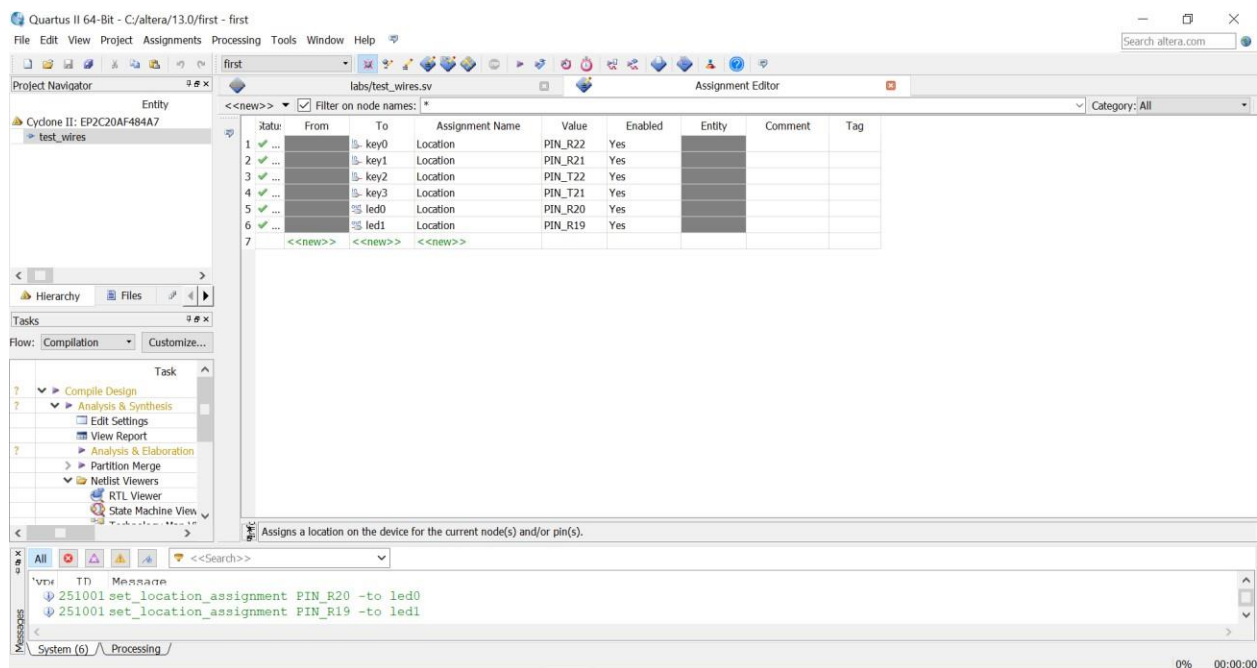 Quartus II 64-Bit - C:/altera/13.0/first - first
File Edit View Project Assignments Processing Tools Window Help
Search altera.com
first
Project Navigator
Entity
Cyclone II: EP2C20AF484A7
test_wires
Hierarchy Files
labs/test_wires.sv Assignment Editor
<<new>> Filter on node names: * Category: All
From To Assignment Name Value Enabled Entity Comment Tag
1 ... key0 Location PIN_R22 Yes
2 ... key1 Location PIN_R21 Yes
3 ... key2 Location PIN_T22 Yes
4 ... key3 Location PIN_T21 Yes
5 ... led0 Location PIN_R20 Yes
6 ... led1 Location PIN_R19 Yes
7 <<new>> <<new>> <<new>>
Tasks
Flow: Compilation Customize...
Task
? Compile Design
? Analysis & Synthesis
Edit Settings
View Report
? Analysis & Elaboration
Partition Merge
Netlist Viewers
RTL Viewer
State Machine View
Assigns a location on the device for the current node(s) and/or pin(s).
All <<Search>>
ID Message
251001 set_location_assignment PIN_R20 -to led0
251001 set_location_assignment PIN_R19 -to led1
Messages
System (6) Processing
0% 00:00:00